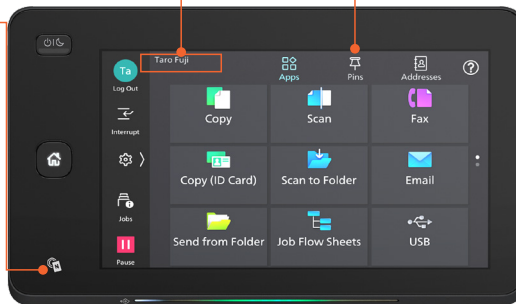 Ta
Taro Fuji
Apps
Pins
Addresses
?
Log Out
Interrupt
Jobs
Pause
Copy
Scan
Fax
Copy (ID Card)
Scan to Folder
Email
Send from Folder
Job Flow Sheets
USB